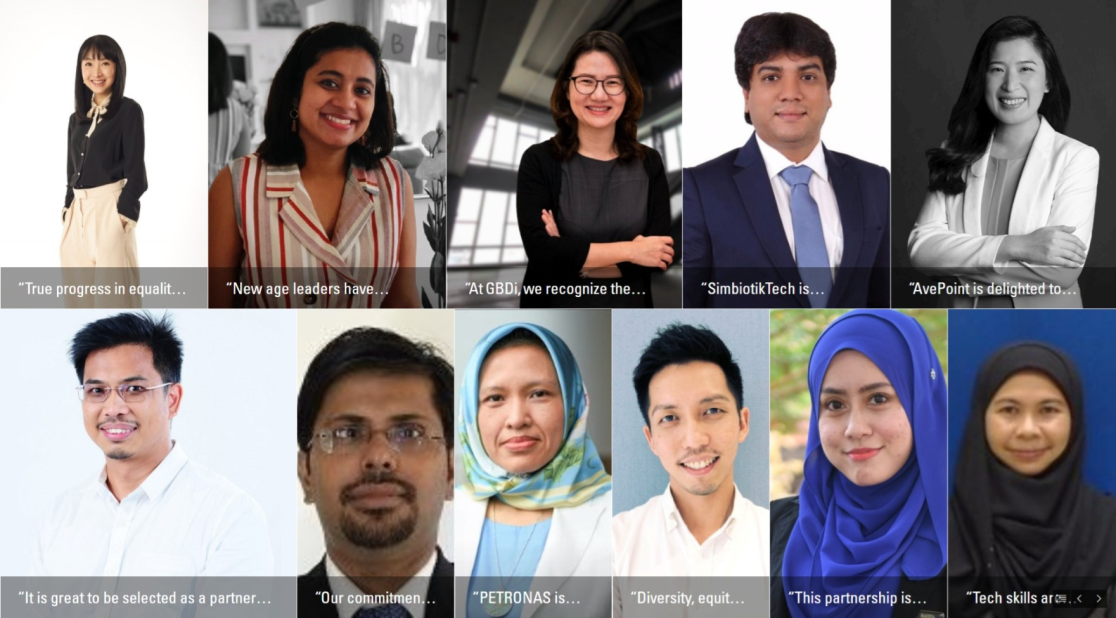 B
D
“True progress in equalit...
“New age leaders have...
“At GBDi, we recognize the...
“SimbiotikTech is...
“AvePoint is delighted to...
“It is great to be selected as a partner...
“Our commitmen...
“PETRONAS is...
“Diversity, equit...
“This partnership is...
“Tech skills ar